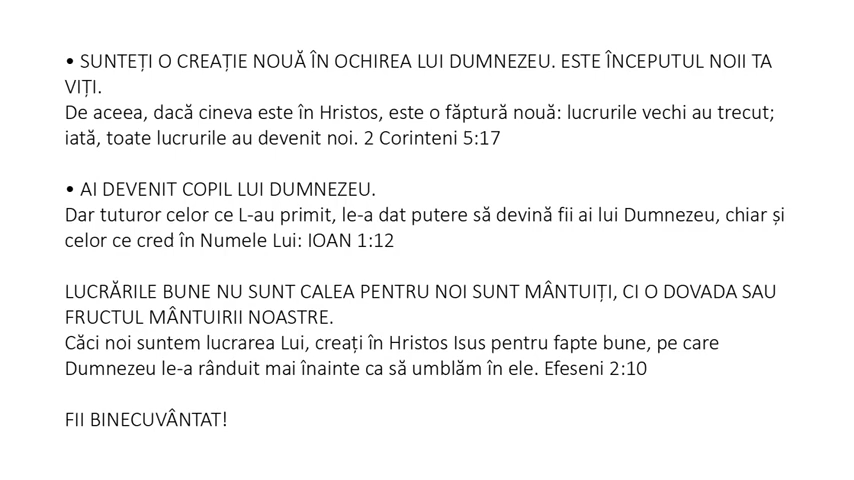 • SUNTEȚI O CREAȚIE NOUĂ ÎN OCHIREA LUI DUMNEZEU. ESTE ÎNCEPUTUL NOII TA
VIȚI.
De aceea, dacă cineva este în Hristos, este o făptură nouă: lucrurile vechi au trecut;
iată, toate lucrurile au devenit noi. 2 Corinteni 5:17
• AI DEVENIT COPIL LUI DUMNEZEU.
Dar tuturor celor ce L-au primit, le-a dat putere să devină fii ai lui Dumnezeu, chiar și
celor ce cred în Numele Lui: IOAN 1:12
LUCRĂRILE BUNE NU SUNT CALEA PENTRU NOI SUNT MÂNTUIȚI, CI O DOVADA SAU
FRUCTUL MÂNTUIRII NOASTRE.
Căci noi suntem lucrarea Lui, creați în Hristos Isus pentru fapte bune, pe care
Dumnezeu le-a rânduit mai înainte ca să umblăm în ele. Efeseni 2:10
FII BINECUVÂNTAT!